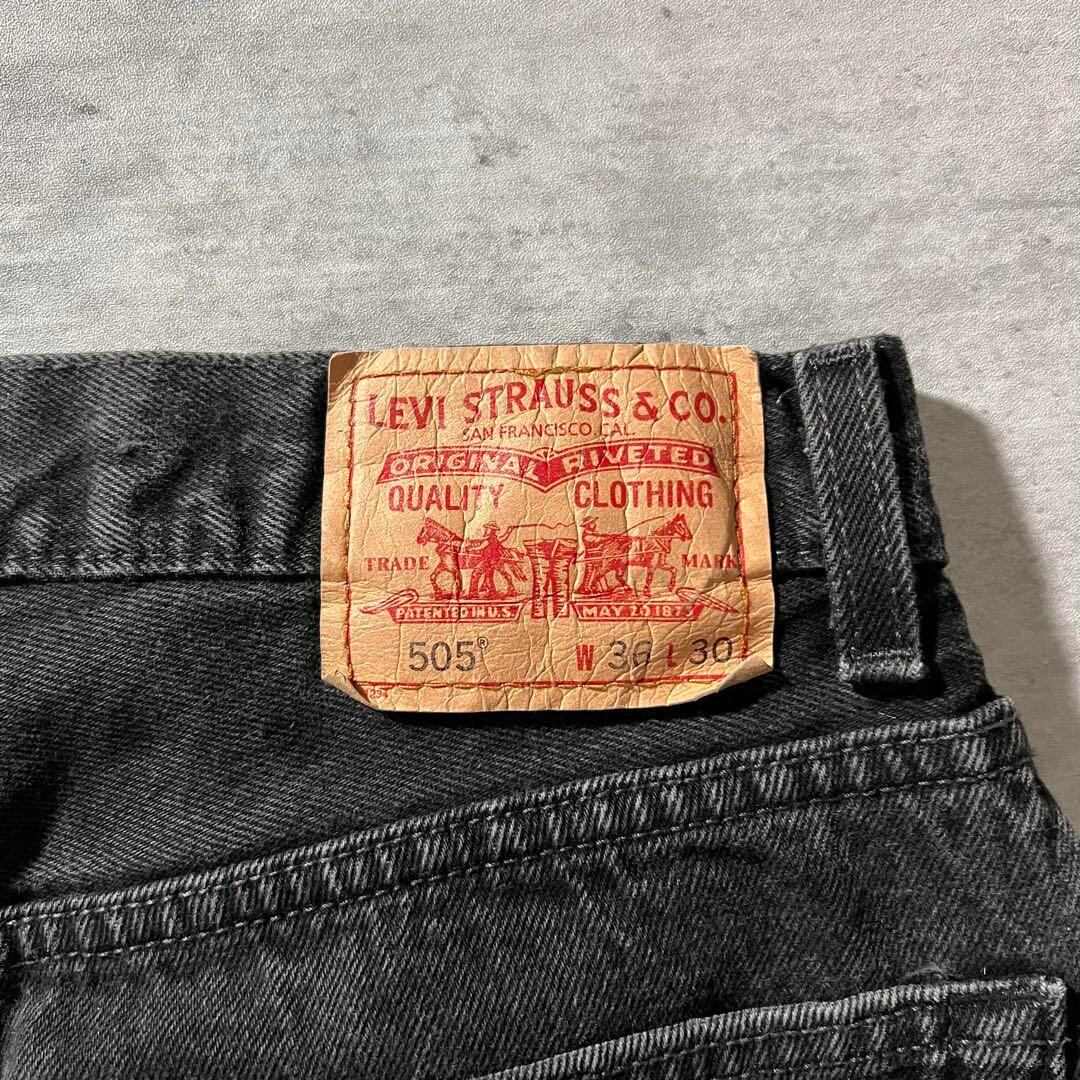 LEVI STRAUSS & CO.
SAN FRANCISCO, CAL.
ORIGINAL RIVETED
QUALITY CLOTHING
TRADE MARK
PATENTED IN U.S. MAY 20 1873
505® W 36 L 30